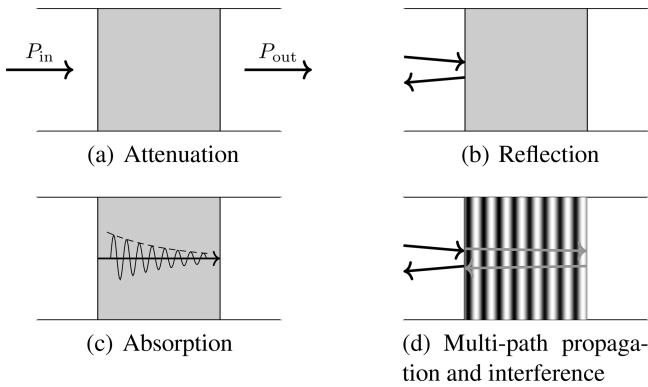 P_in P_out
(a) Attenuation (b) Reflection
(c) Absorption (d) Multi-path propaga-
tion and interference